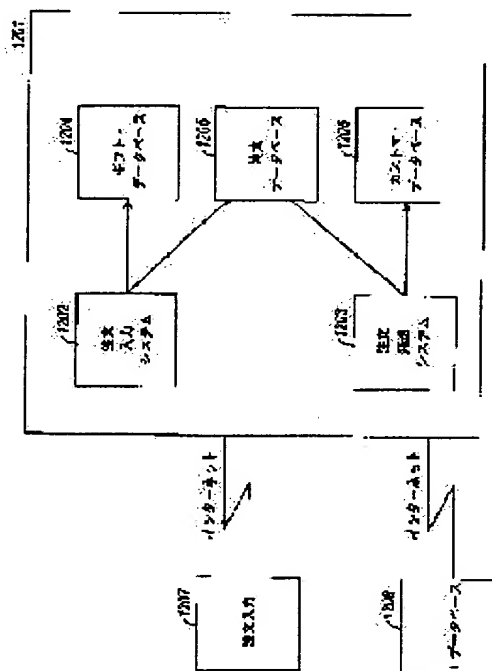 1201
1202
注文
入力
システム
1204
ギフト・
データベース
注文
データベース
1203
注文
システム
カストマ・
データベース
インターネット
インターネット
1207
注文入力
1208
データベース